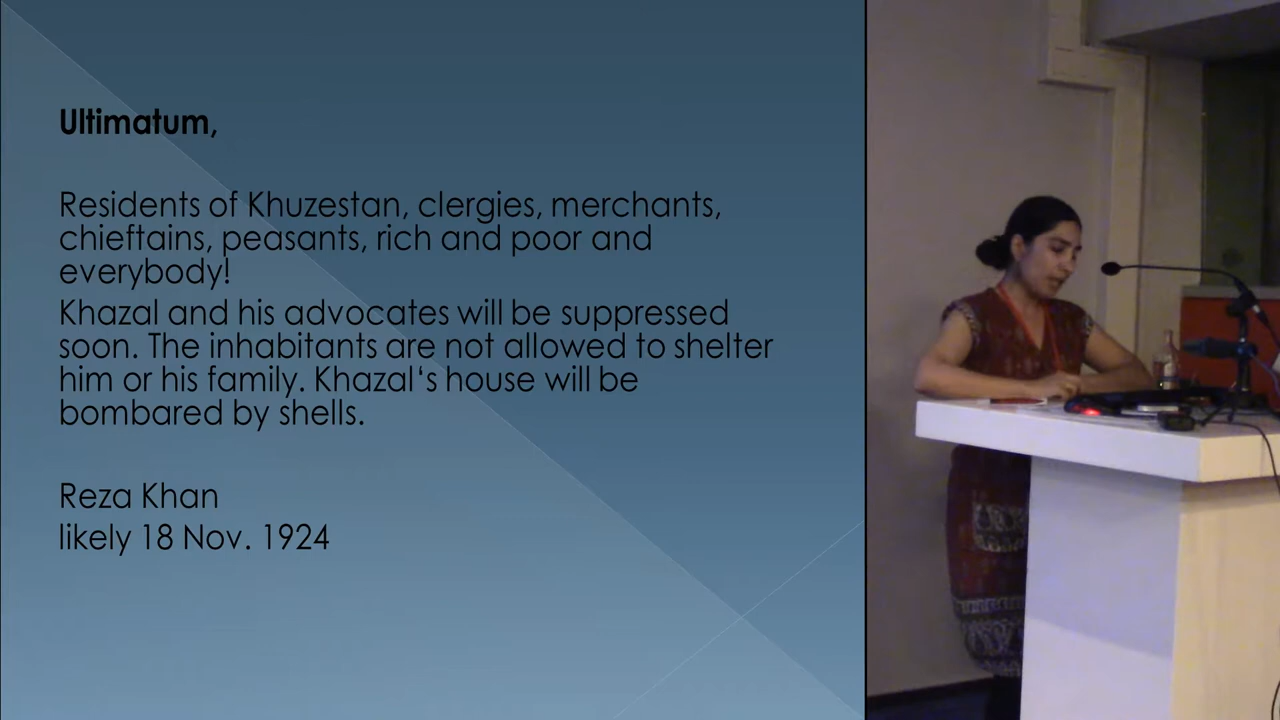 Ultimatum,
Residents of Khuzestan, clergies, merchants,
chieftains, peasants, rich and poor and
everybody!
Khazal and his advocates will be suppressed
soon. The inhabitants are not allowed to shelter
him or his family. Khazal‘s house will be
bombared by shells.
Reza Khan
likely 18 Nov. 1924